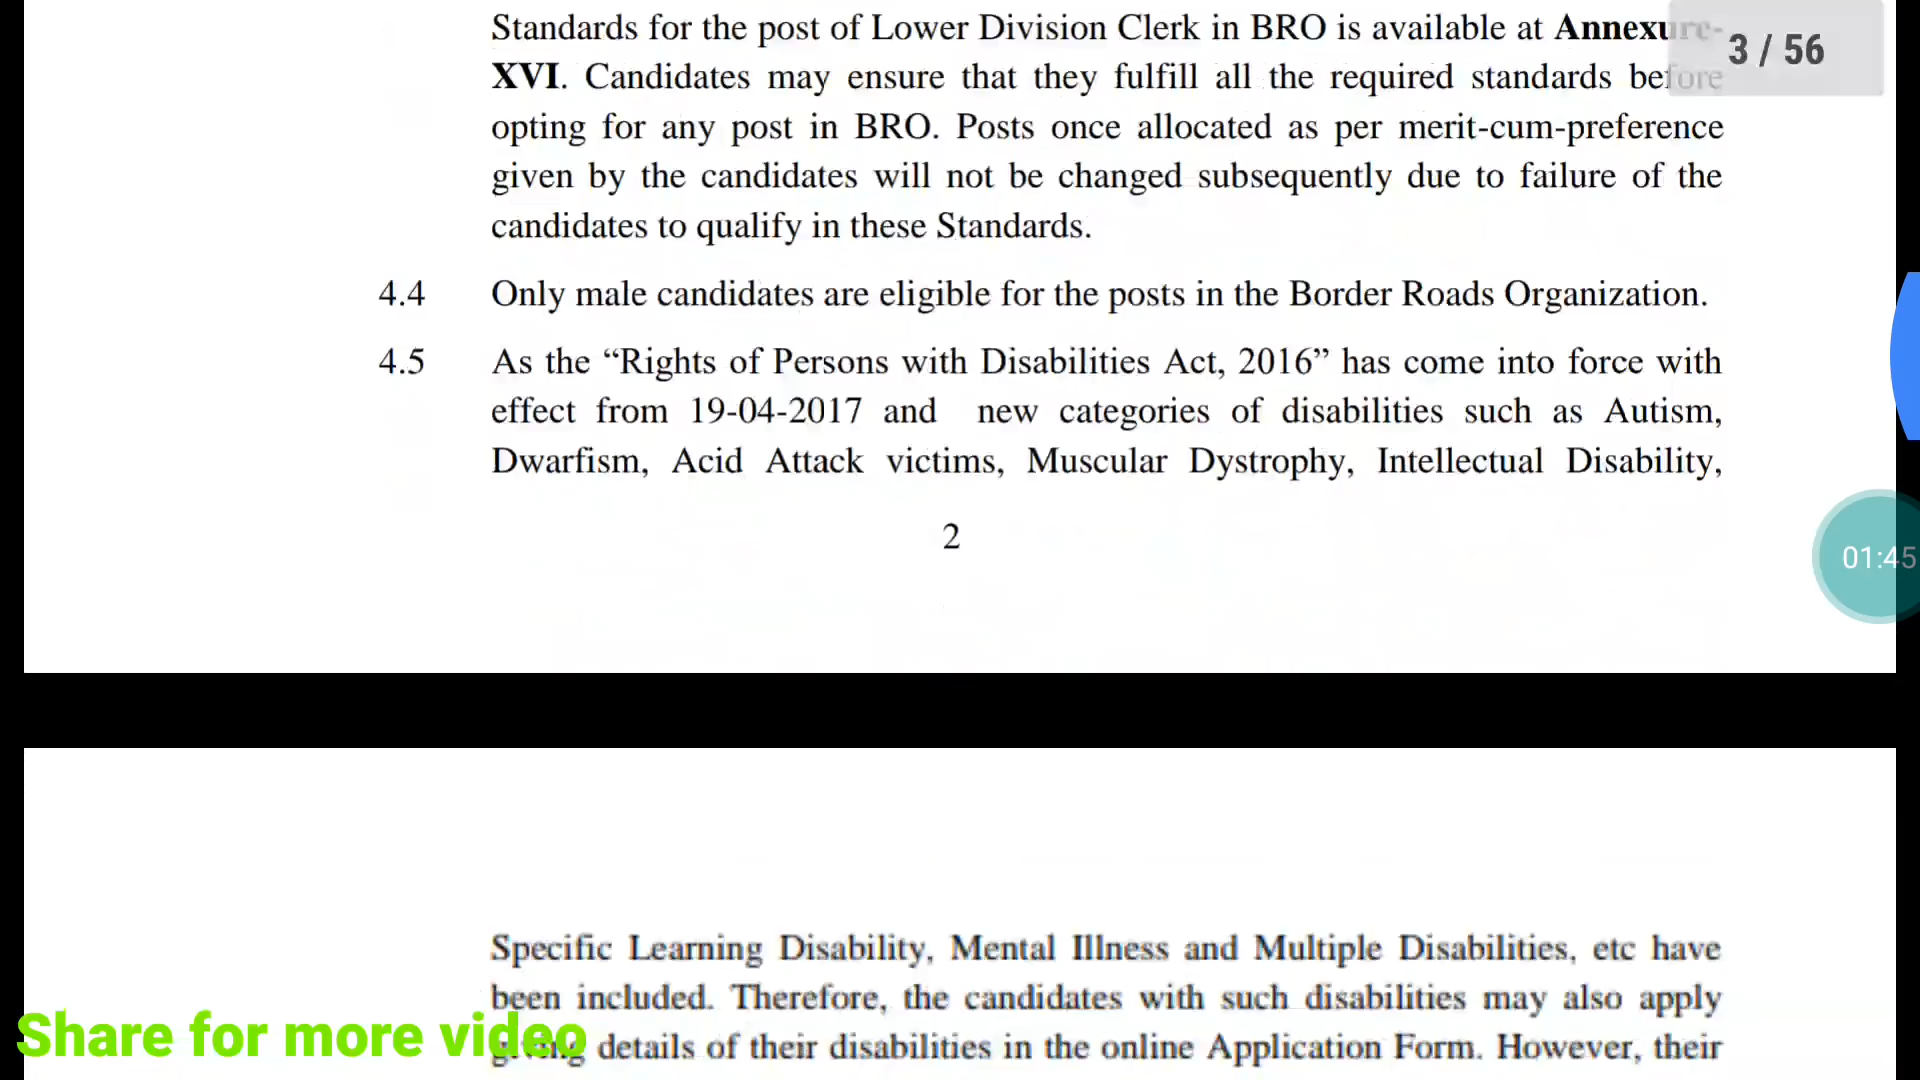 Standards for the post of Lower Division Clerk in BRO is available at Annexure-
3 / 56
XVI. Candidates may ensure that they fulfill all the required standards before
opting for any post in BRO. Posts once allocated as per merit-cum-preference
given by the candidates will not be changed subsequently due to failure of the
candidates to qualify in these Standards.
4.4 Only male candidates are eligible for the posts in the Border Roads Organization.
4.5 As the “Rights of Persons with Disabilities Act, 2016” has come into force with
effect from 19-04-2017 and new categories of disabilities such as Autism,
Dwarfism, Acid Attack victims, Muscular Dystrophy, Intellectual Disability,
2
01:45
Specific Learning Disability, Mental Illness and Multiple Disabilities, etc have
been included. Therefore, the candidates with such disabilities may also apply
giving details of their disabilities in the online Application Form. However, their
Share for more video